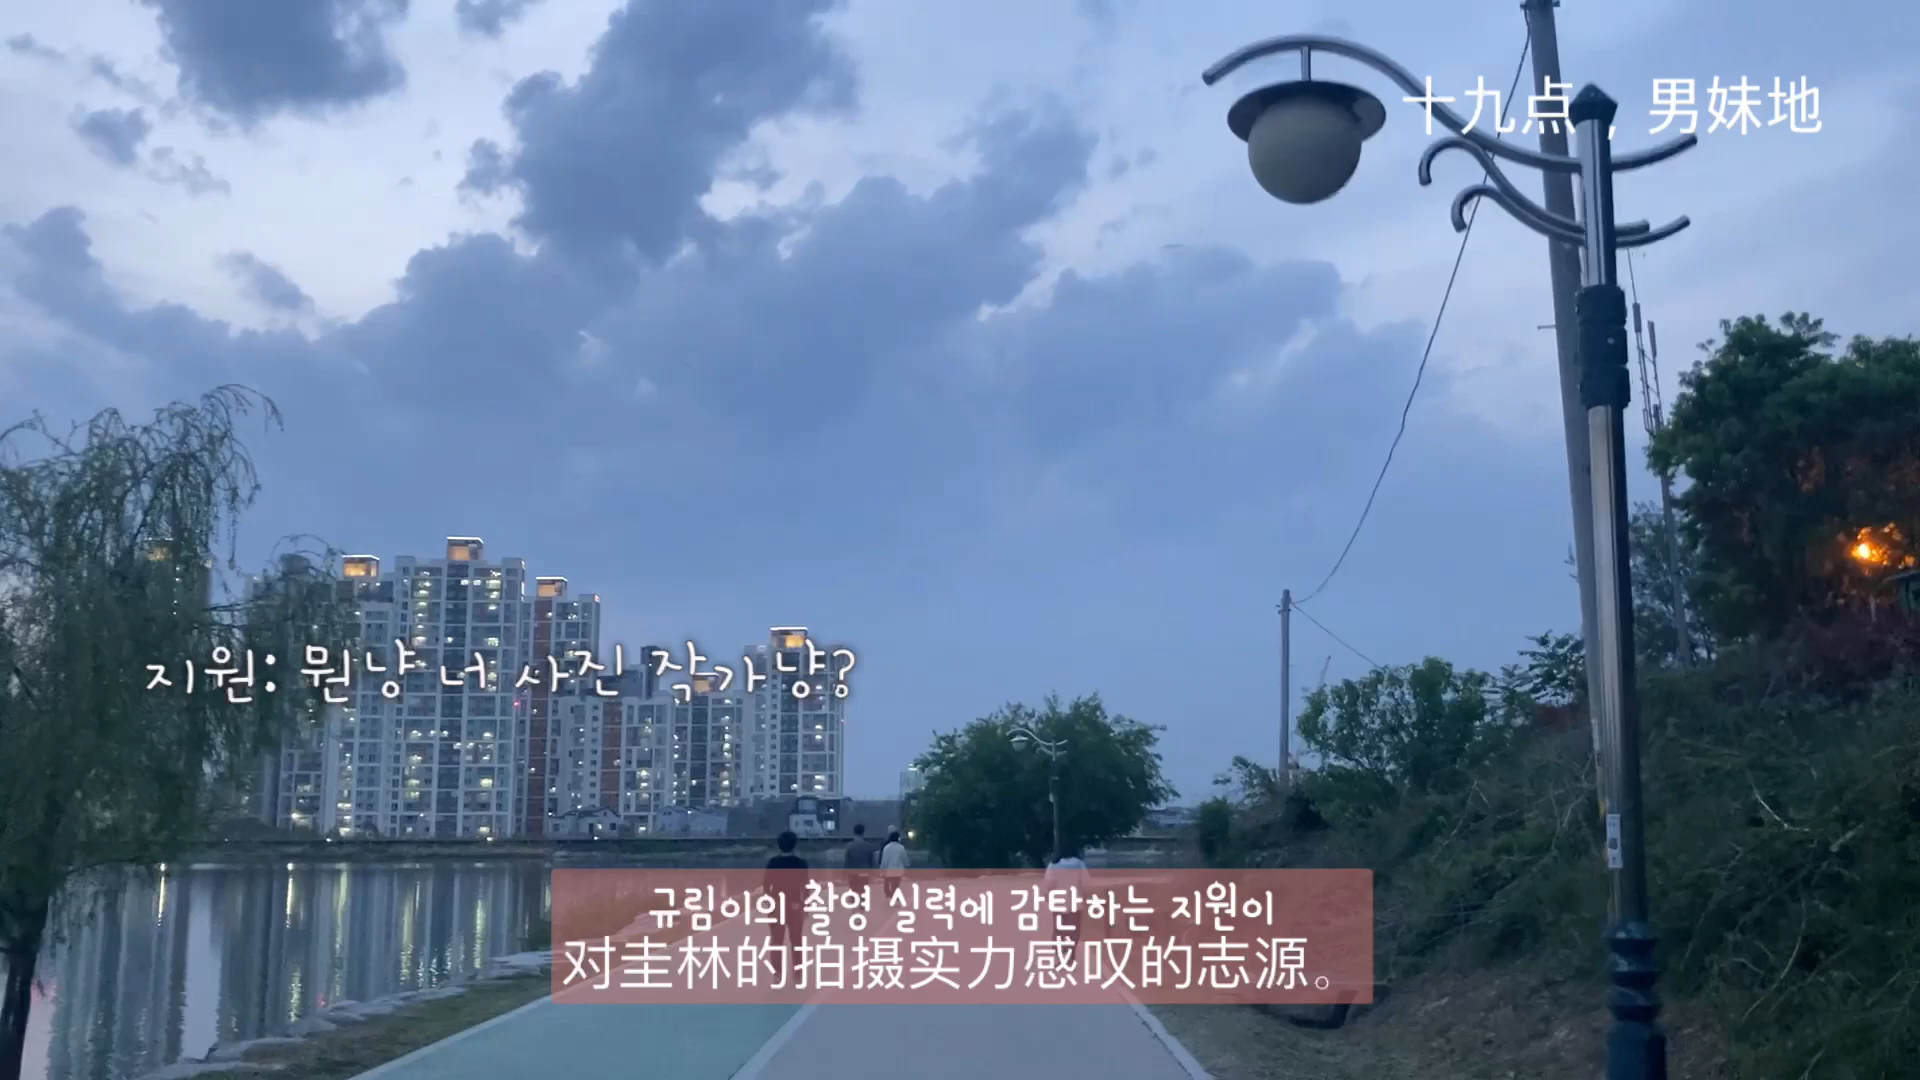 十九点，男妹地
지원: 뭔냥 너 사진 작가냥?
규림이의 촬영 실력에 감탄하는 지원이
对圭林的拍摄实力感叹的志源。